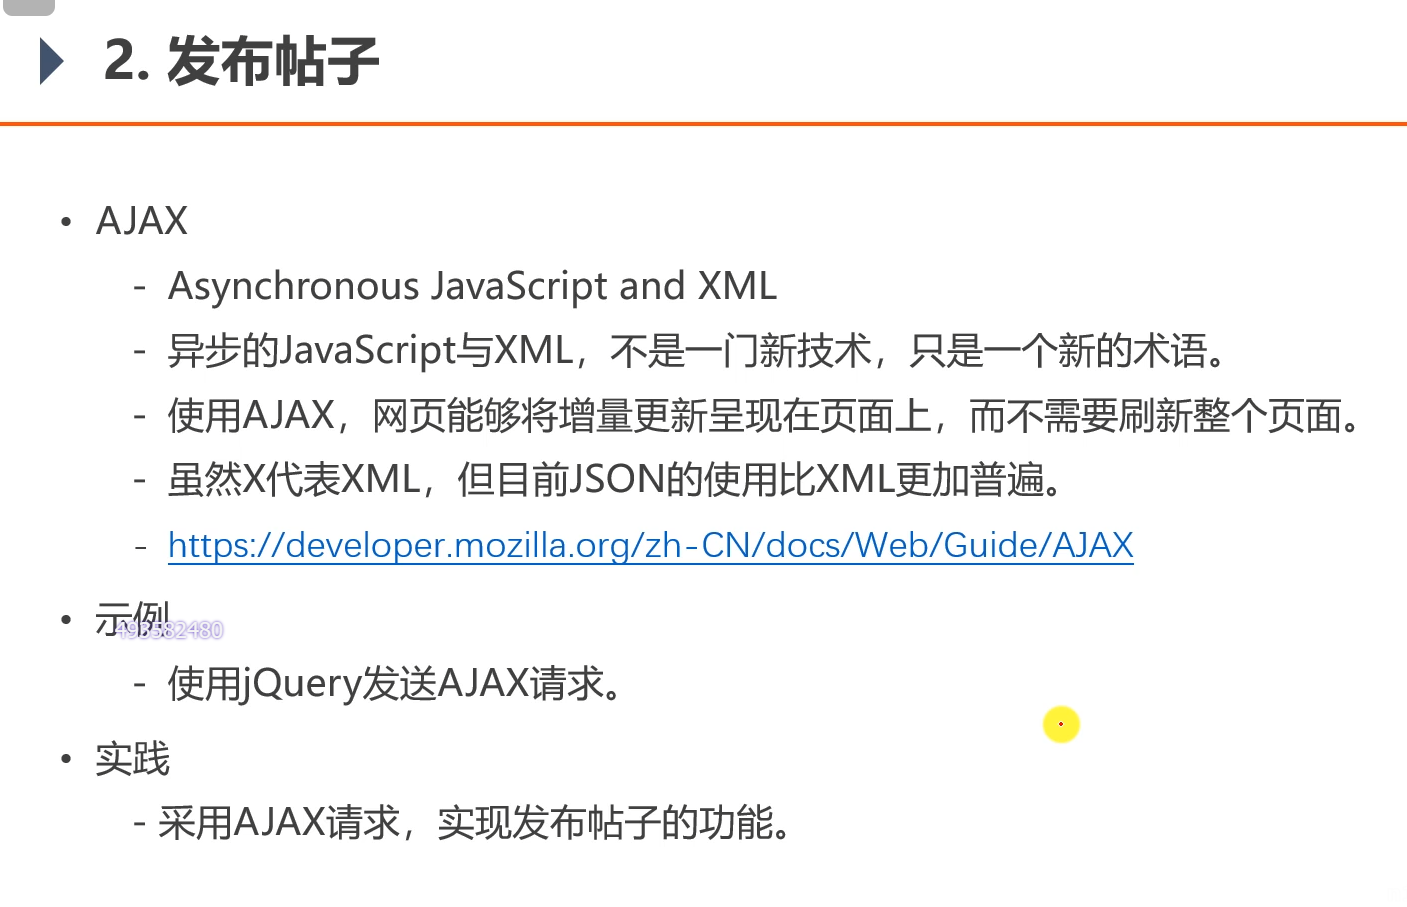 2. 发布帖子
• AJAX
- Asynchronous JavaScript and XML
- 异步的JavaScript与XML，不是一门新技术，只是一个新的术语。
- 使用AJAX，网页能够将增量更新呈现在页面上，而不需要刷新整个页面。
- 虽然X代表XML，但目前JSON的使用比XML更加普遍。
- https://developer.mozilla.org/zh-CN/docs/Web/Guide/AJAX
• 示例
493582480
- 使用jQuery发送AJAX请求。
• 实践
- 采用AJAX请求，实现发布帖子的功能。